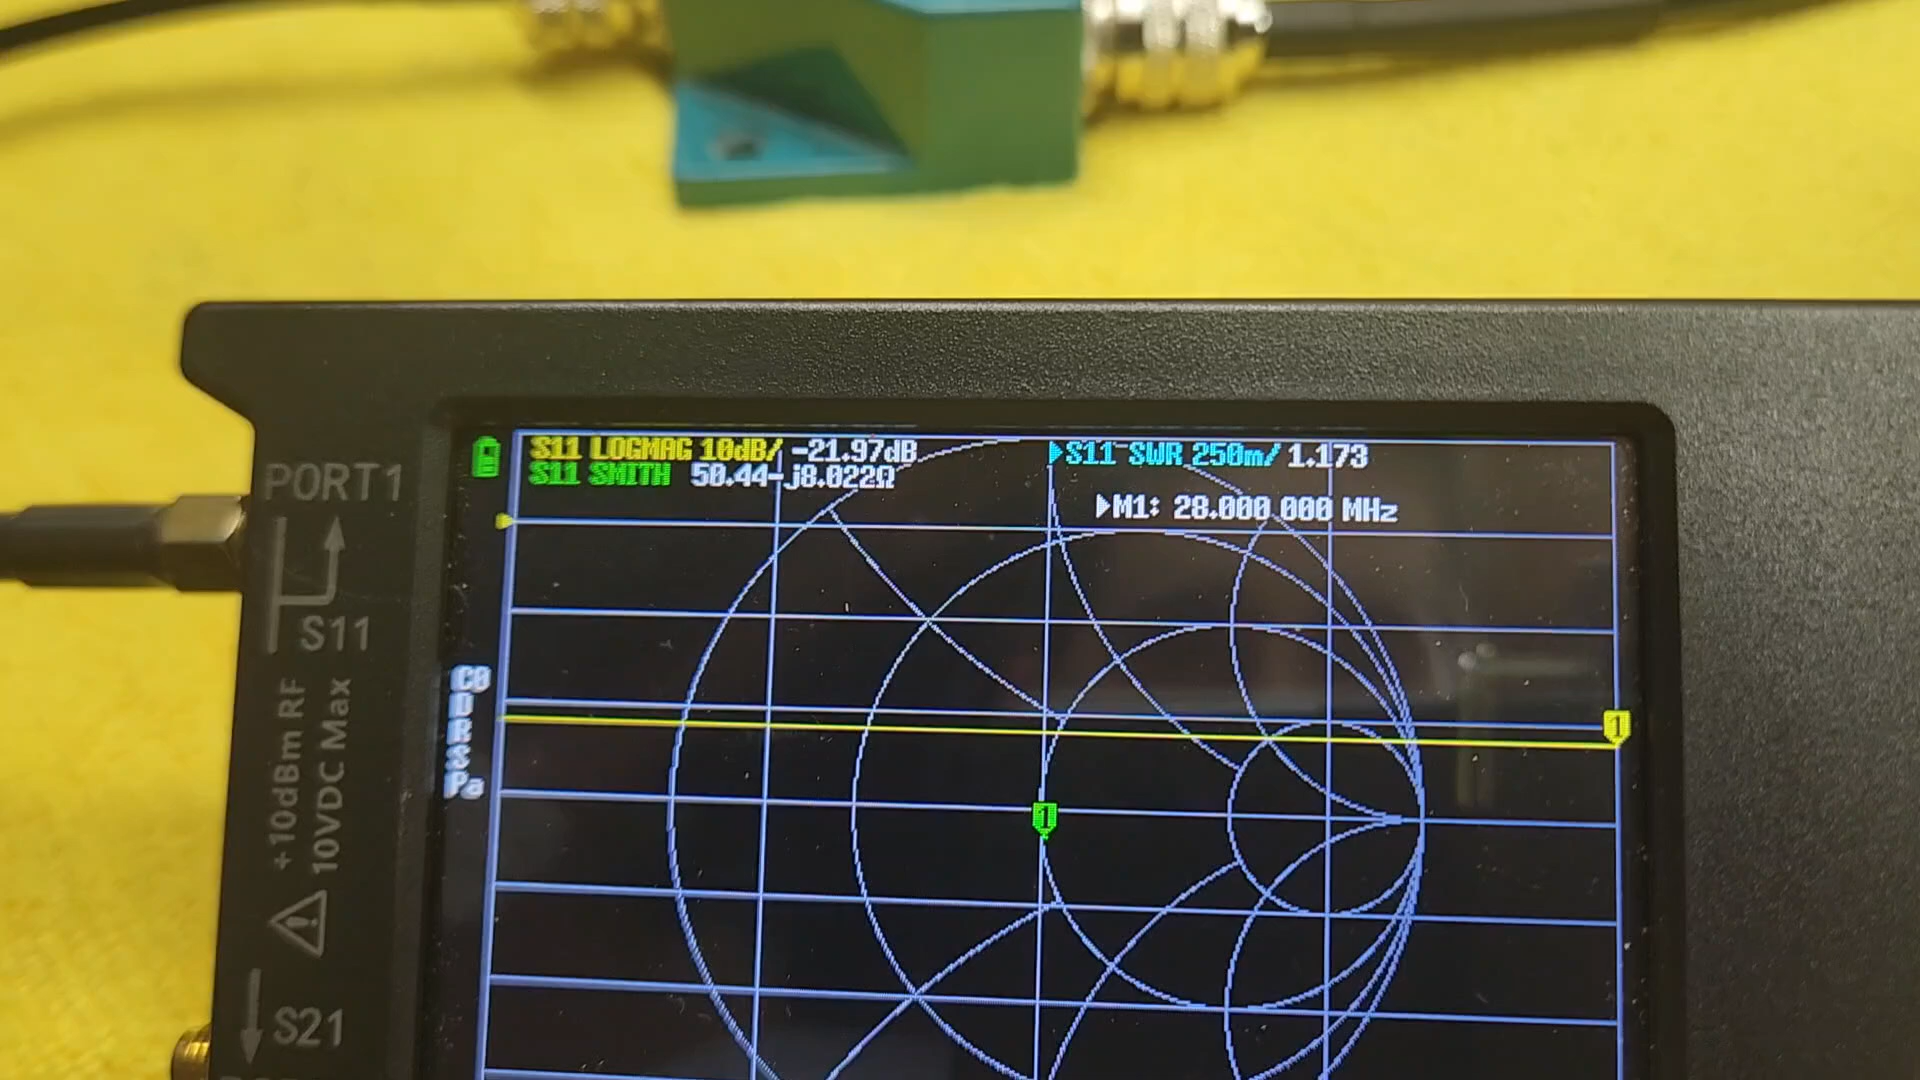 S11 LOGMAG 10dB/ -21.97dB
S11 SWR 250m/ 1.173
S11 SMITH 50.44-j8.022Ω
M1: 28.000 000 MHz
PORT1
S11
+10dBm RF
10VDC Max
S21
C0
D
R
P
1
1